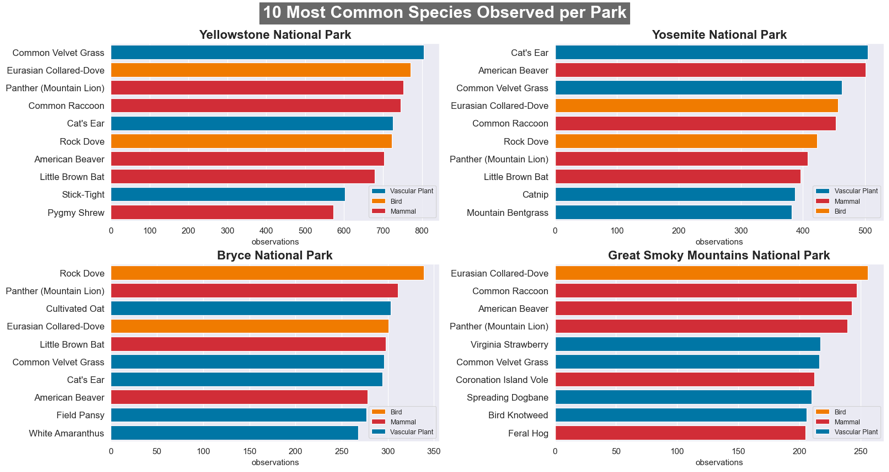 10 Most Common Species Observed per Park
Yellowstone National Park
Common Velvet Grass
Eurasian Collared-Dove
Panther (Mountain Lion)
Common Raccoon
Cat's Ear
Rock Dove
American Beaver
Little Brown Bat
Stick-Tight
Pygmy Shrew
Vascular Plant
Bird
Mammal
0 100 200 300 400 500 600 700 800
observations
Yosemite National Park
Cat's Ear
American Beaver
Common Velvet Grass
Eurasian Collared-Dove
Common Raccoon
Rock Dove
Panther (Mountain Lion)
Little Brown Bat
Catnip
Mountain Bentgrass
Vascular Plant
Mammal
Bird
0 100 200 300 400 500
observations
Bryce National Park
Rock Dove
Panther (Mountain Lion)
Cultivated Oat
Eurasian Collared-Dove
Little Brown Bat
Common Velvet Grass
Cat's Ear
American Beaver
Field Pansy
White Amaranthus
Bird
Mammal
Vascular Plant
0 50 100 150 200 250 300 350
observations
Great Smoky Mountains National Park
Eurasian Collared-Dove
Common Raccoon
American Beaver
Panther (Mountain Lion)
Virginia Strawberry
Common Velvet Grass
Coronation Island Vole
Spreading Dogbane
Bird Knotweed
Feral Hog
Bird
Mammal
Vascular Plant
0 50 100 150 200 250
observations